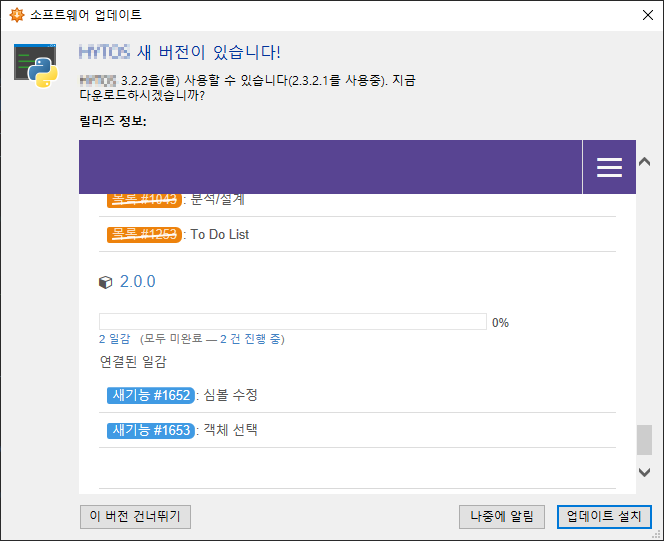 소프트웨어 업데이트
새 버전이 있습니다!
3.2.2을(를) 사용할 수 있습니다(2.3.2.1를 사용중). 지금
다운로드하시겠습니까?
릴리즈 정보:
목록 #1043: 분석/설계
목록 #1253: To Do List
2.0.0
0%
2 일감 (모두 미완료 — 2 건 진행 중)
연결된 일감
새기능 #1652: 심볼 수정
새기능 #1653: 객체 선택
이 버전 건너뛰기
나중에 알림
업데이트 설치